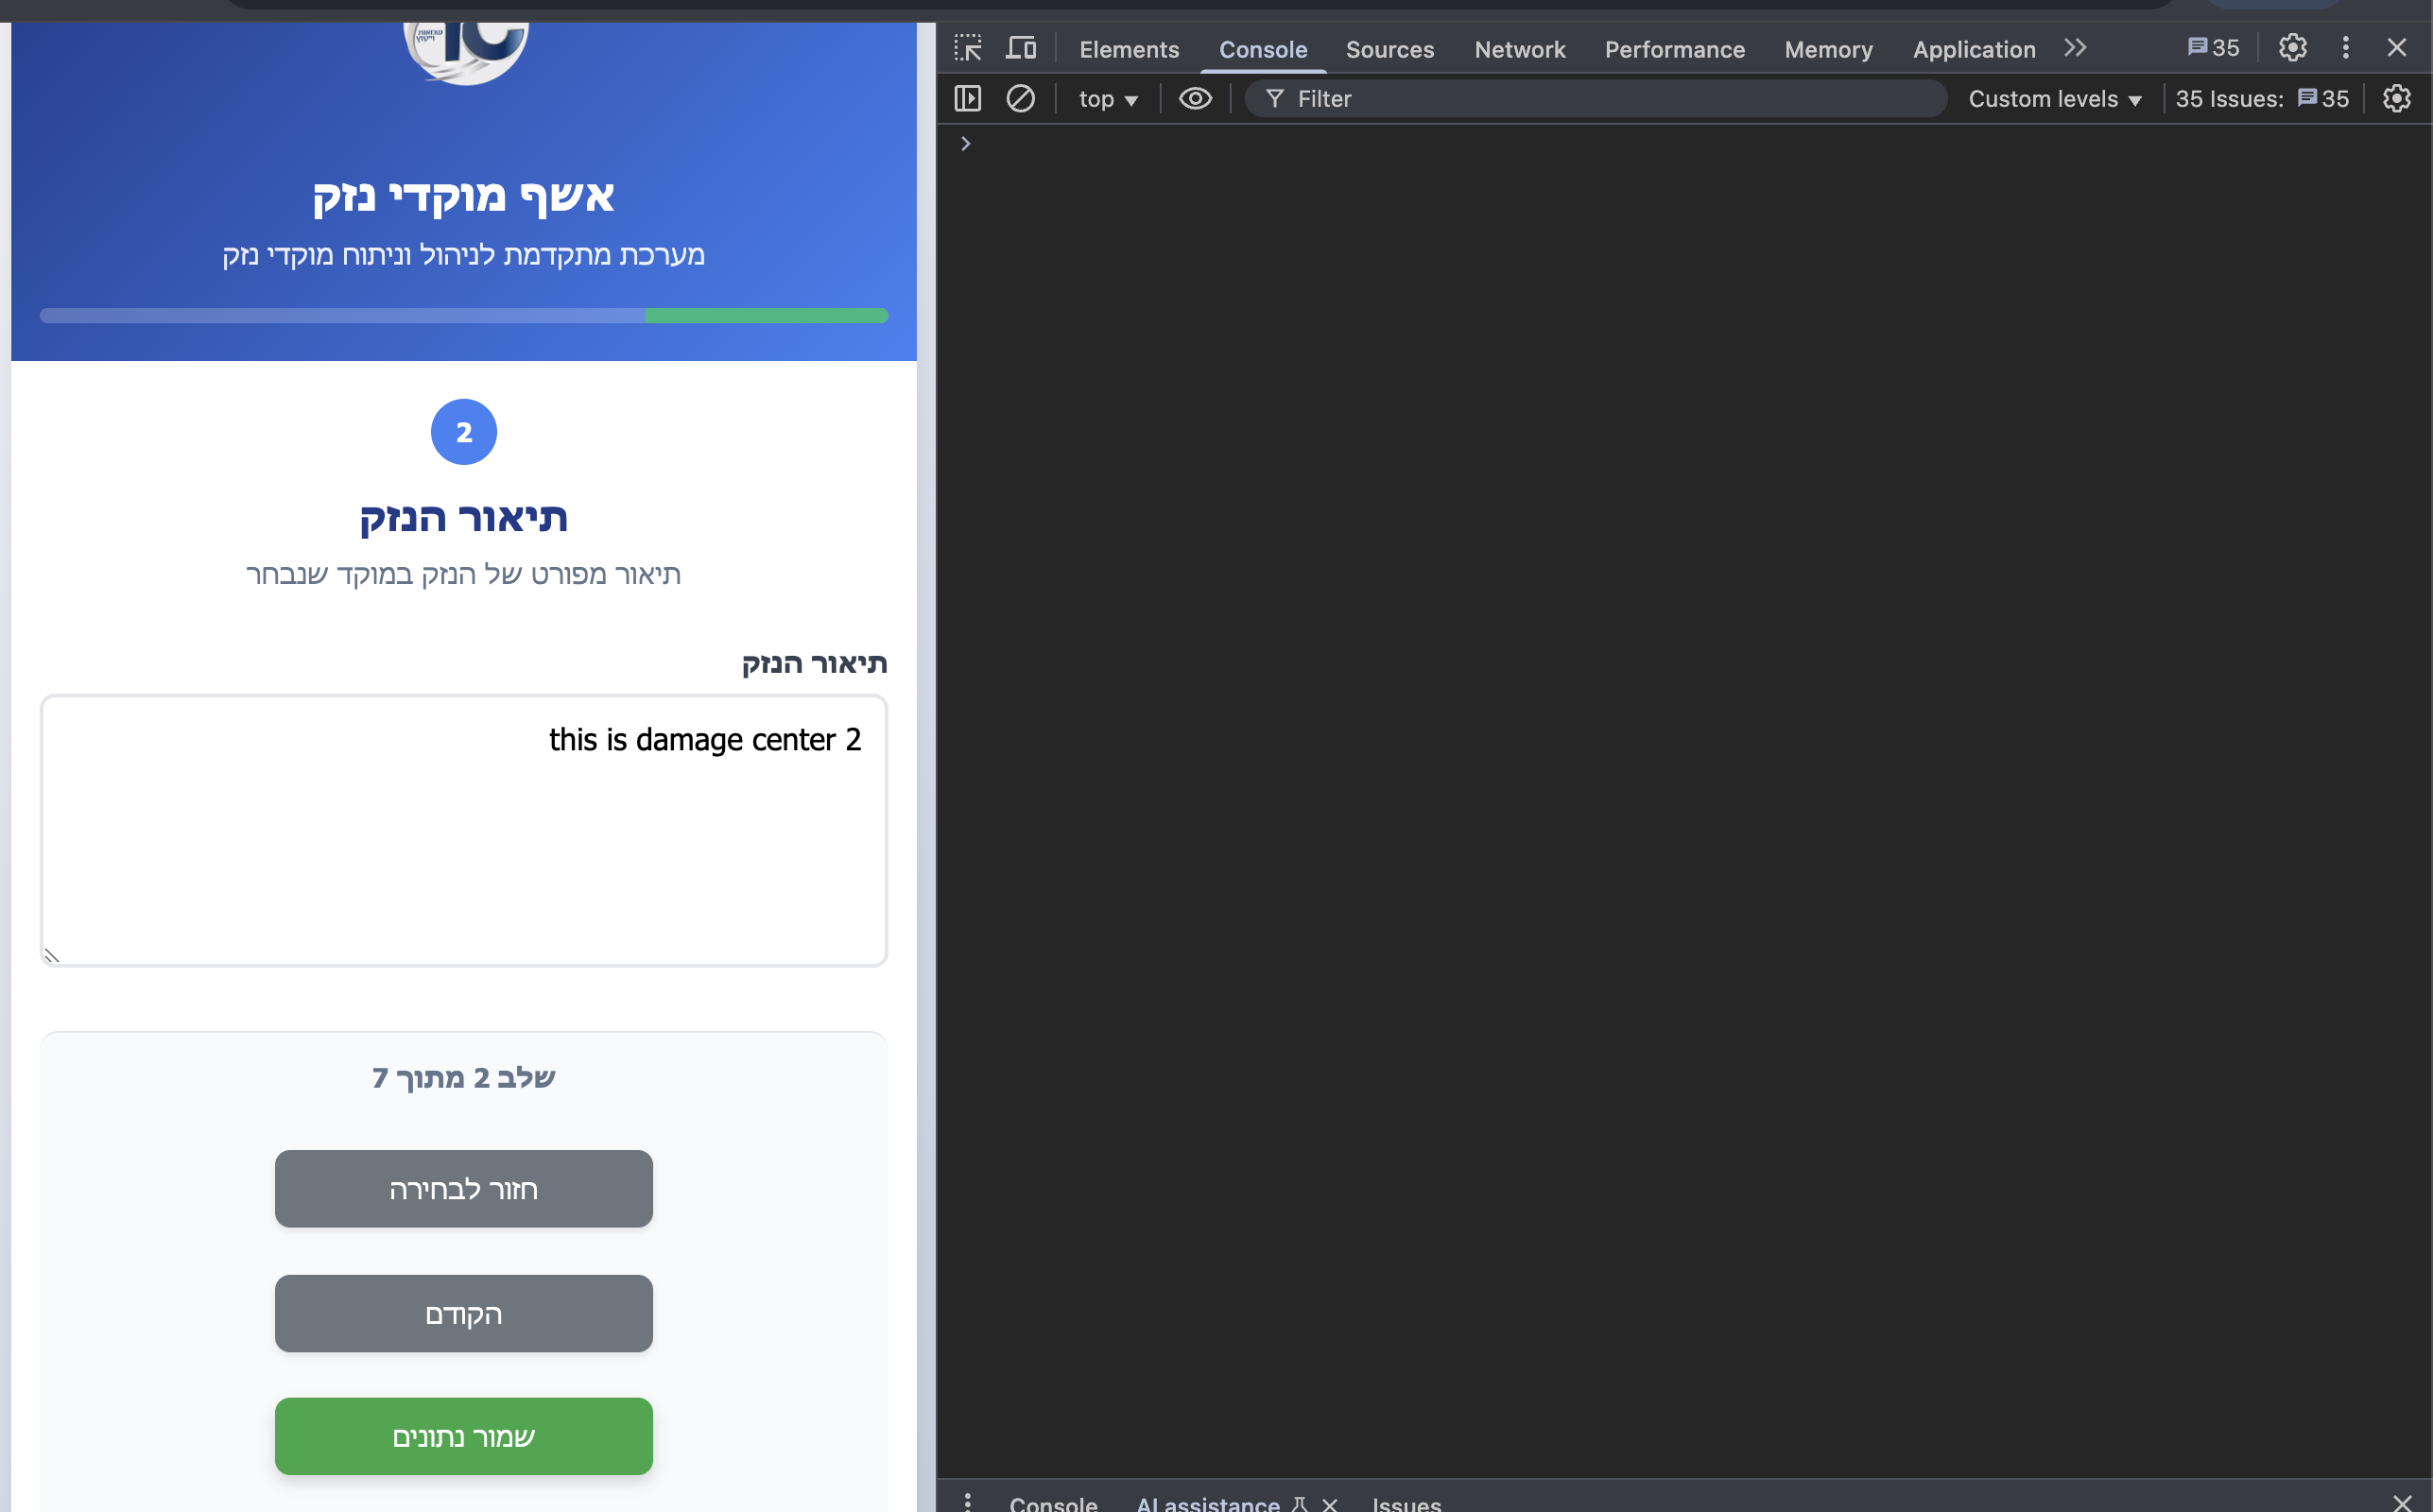 שמאות
וייעוץ
אשף מוקדי נזק
מערכת מתקדמת לניהול וניתוח מוקדי נזק
2
תיאור הנזק
תיאור מפורט של הנזק במוקד שנבחר
תיאור הנזק
this is damage center 2
שלב 2 מתוך 7
חזור לבחירה
הקודם
שמור נתונים
Elements Console Sources Network Performance Memory Application 35
top Filter Custom levels 35 Issues: 35
Console AI assistance Issues